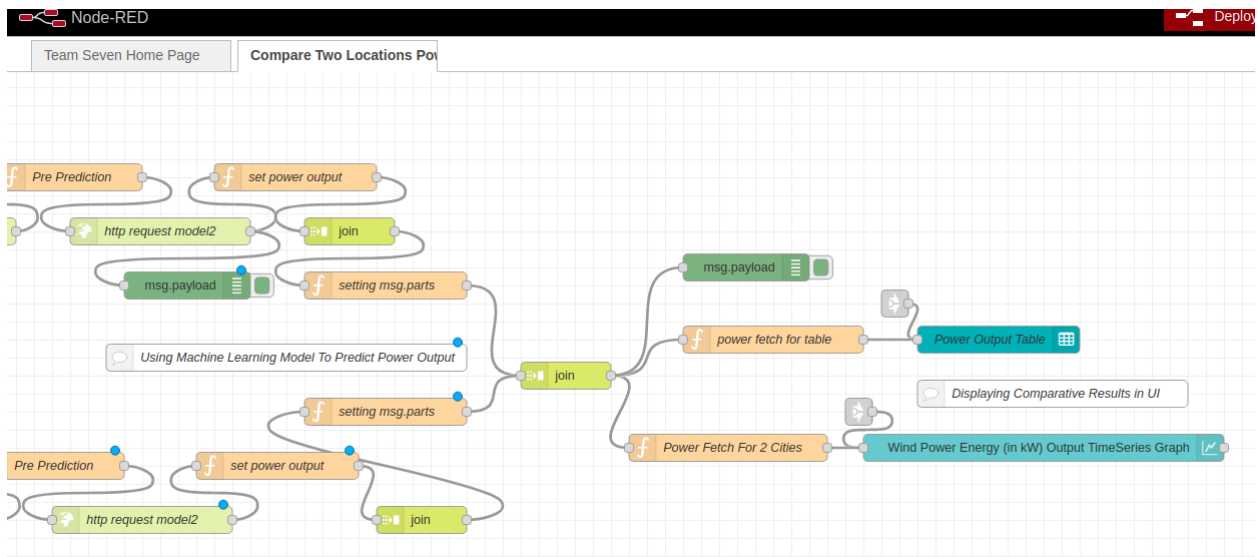 Node-RED
Deploy
Team Seven Home Page
Compare Two Locations Pow
Pre Prediction
set power output
http request model2
join
msg.payload
setting msg.parts
msg.payload
power fetch for table
Power Output Table
Using Machine Learning Model To Predict Power Output
join
Displaying Comparative Results in UI
setting msg.parts
Power Fetch For 2 Cities
Wind Power Energy (in kW) Output TimeSeries Graph
Pre Prediction
set power output
http request model2
join